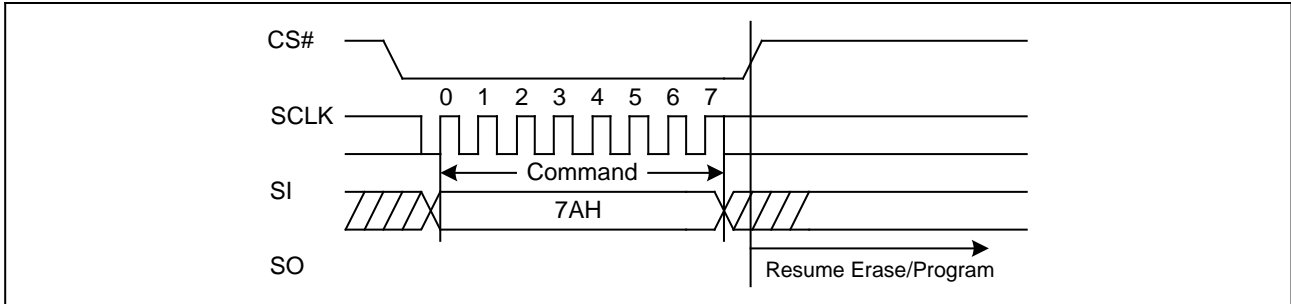 CS#
0 1 2 3 4 5 6 7
SCLK
Command
SI
7AH
SO
Resume Erase/Program